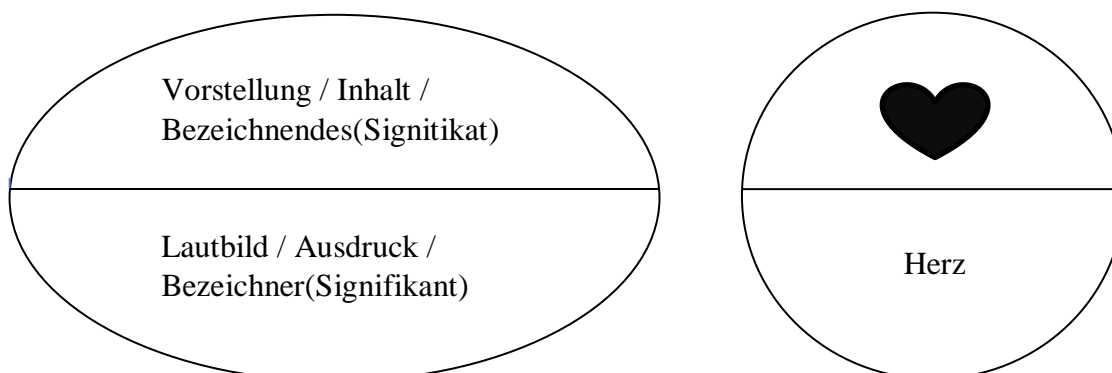 Vorstellung / Inhalt /
Bezeichnendes(Signitikat)
Lautbild / Ausdruck /
Bezeichner(Signifikant)
Herz